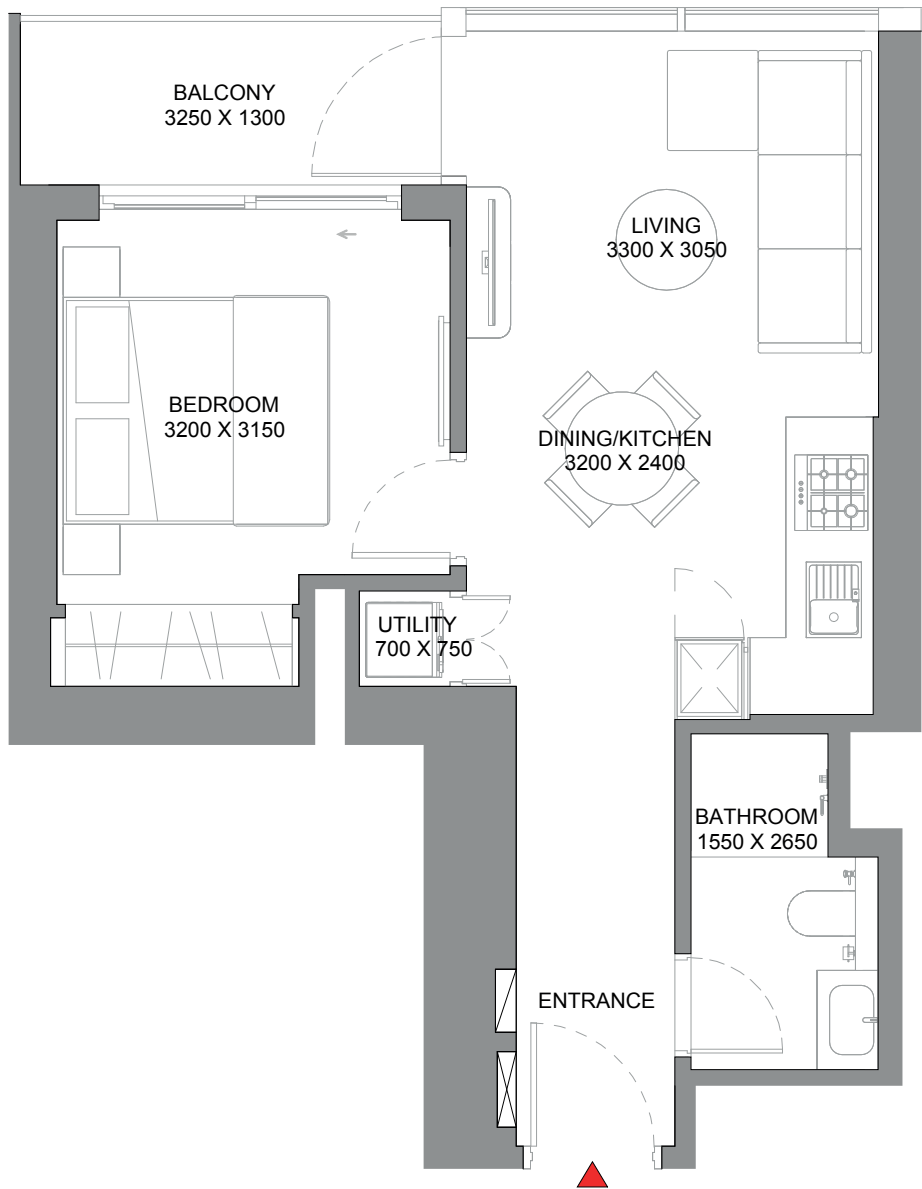 BALCONY
3250 X 1300
LIVING
3300 X 3050
BEDROOM
3200 X 3150
DINING/KITCHEN
3200 X 2400
UTILITY
700 X 750
BATHROOM
1550 X 2650
ENTRANCE